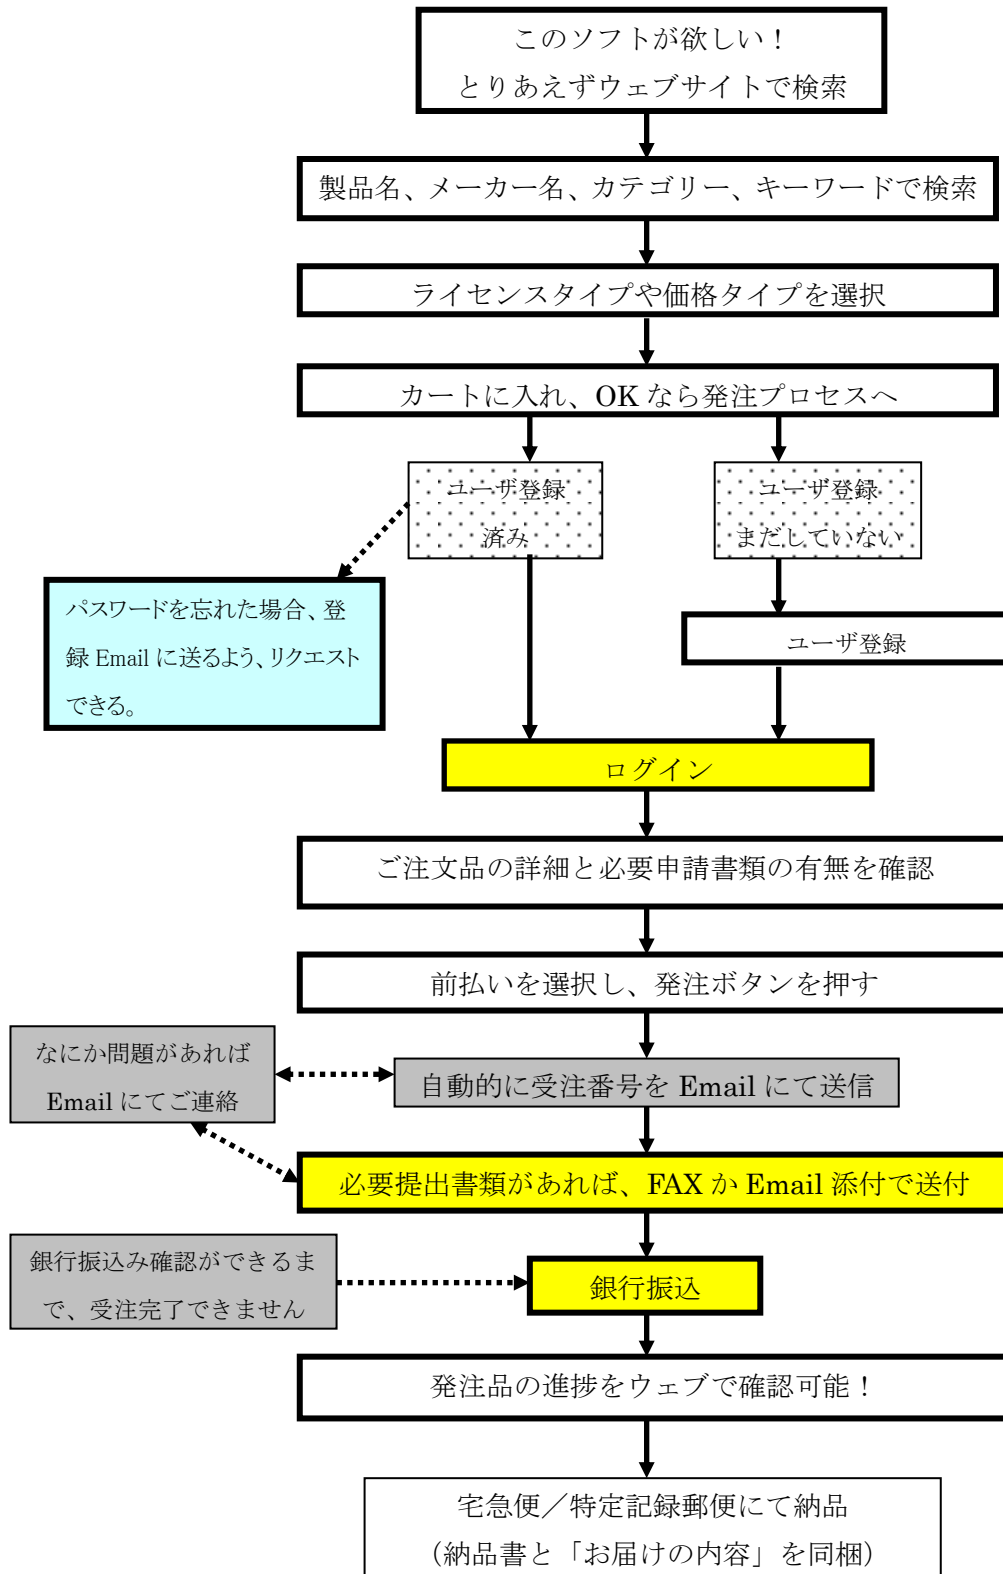 このソフトが欲しい！
とりあえずウェブサイトで検索
製品名、メーカー名、カテゴリー、キーワードで検索
ライセンスタイプや価格タイプを選択
カートに入れ、OK なら発注プロセスへ
ユーザ登録
済み
ユーザ登録
まだしていない
パスワードを忘れた場合、登
録 Email に送るよう、リクエスト
できる。
ユーザ登録
ログイン
ご注文品の詳細と必要申請書類の有無を確認
前払いを選択し、発注ボタンを押す
なにか問題があれば
Email にてご連絡
自動的に受注番号を Email にて送信
必要提出書類があれば、FAX か Email 添付で送付
銀行振込み確認ができるま
で、受注完了できません
銀行振込
発注品の進捗をウェブで確認可能！
宅急便／特定記録郵便にて納品
（納品書と「お届けの内容」を同梱）